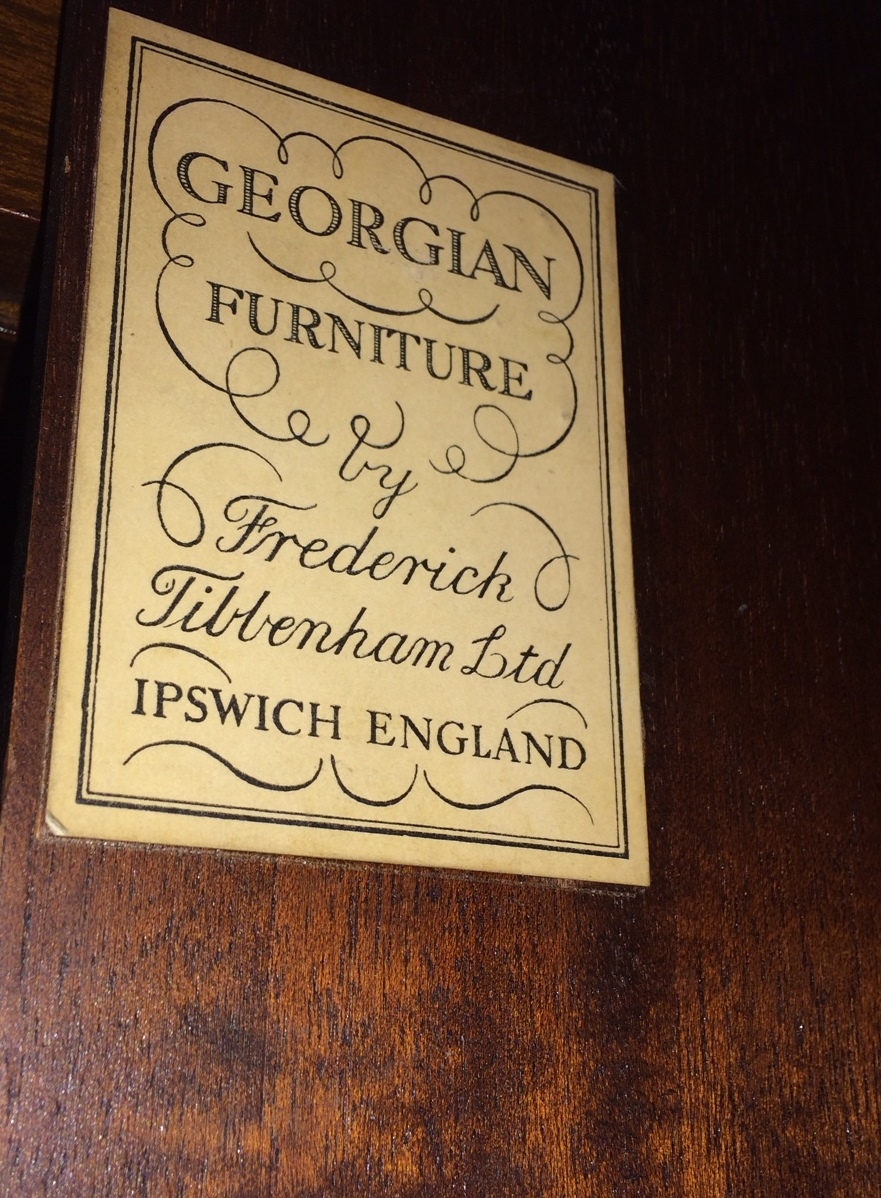 GEORGIAN
FURNITURE
by
Frederick
Tibbenham Ltd
IPSWICH ENGLAND